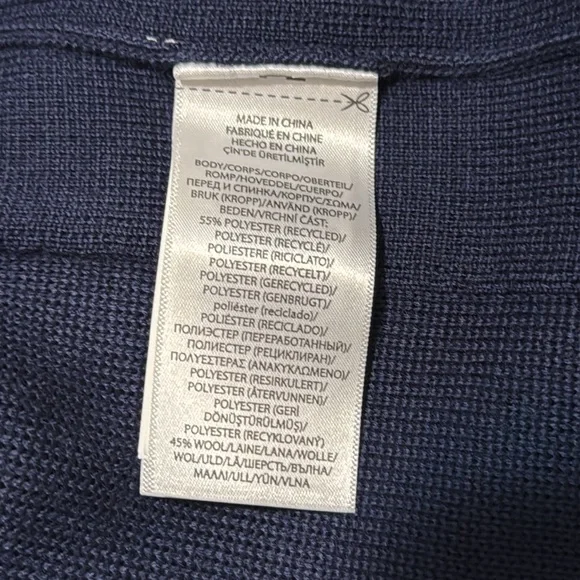 MADE IN CHINA
FABRIQUÉ EN CHINE
HECHO EN CHINA
ÇİN'DE ÜRETİLMİŞTİR
BODY/CORPS/CORPO/OBERTEIL/
ROMP/HOVEDDEL/CUERPO/
ПЕРЕД И СПИНКА/КОРПУС/ΣΩΜΑ/
BRUK (KROPP)/ANVÄND (KROPP)/
BEDEN/VRCHNÍ ČÁST:
55% POLYESTER (RECYCLED)/
POLYESTER (RECYCLÉ)/
POLIESTERE (RICICLATO)/
POLYESTER (RECYCELT)/
POLYESTER (GERECYCLED)/
POLYESTER (GENBRUGT)/
poliéster (reciclado)/
POLIÉSTER (RECICLADO)/
ПОЛИЭСТЕР (ПЕРЕРАБОТАННЫЙ)/
ПОЛИЕСТЕР (РЕЦИКЛИРАН)/
ΠΟΛΥΕΣΤΕΡΑΣ (ΑΝΑΚΥΚΛΩΜΕΝΟ)/
POLYESTER (RESIRKULERT)/
POLYESTER (ÅTERVUNNEN)/
POLYESTER (GERİ
DÖNÜŞTÜRÜLMÜŞ)/
POLYESTER (RECYKLOVANÝ)
45% WOOL/LAINE/LANA/WOLLE/
WOL/ULD/LÃ/ШЕРСТЬ/ВЪЛНА/
ΜΑΛΛΙ/ULL/YÜN/VLNA